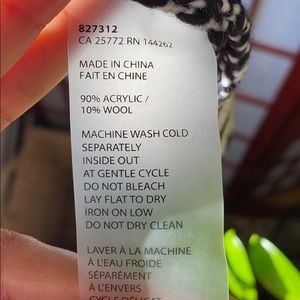 827312
CA 25772 RN 144262
MADE IN CHINA
FAIT EN CHINE
90% ACRYLIC /
10% WOOL
MACHINE WASH COLD
SEPARATELY
INSIDE OUT
AT GENTLE CYCLE
DO NOT BLEACH
LAY FLAT TO DRY
IRON ON LOW
DO NOT DRY CLEAN
LAVER À LA MACHINE
À L'EAU FROIDE
SÉPARÉMENT
À L'ENVERS
CYCLE DÉLICAT